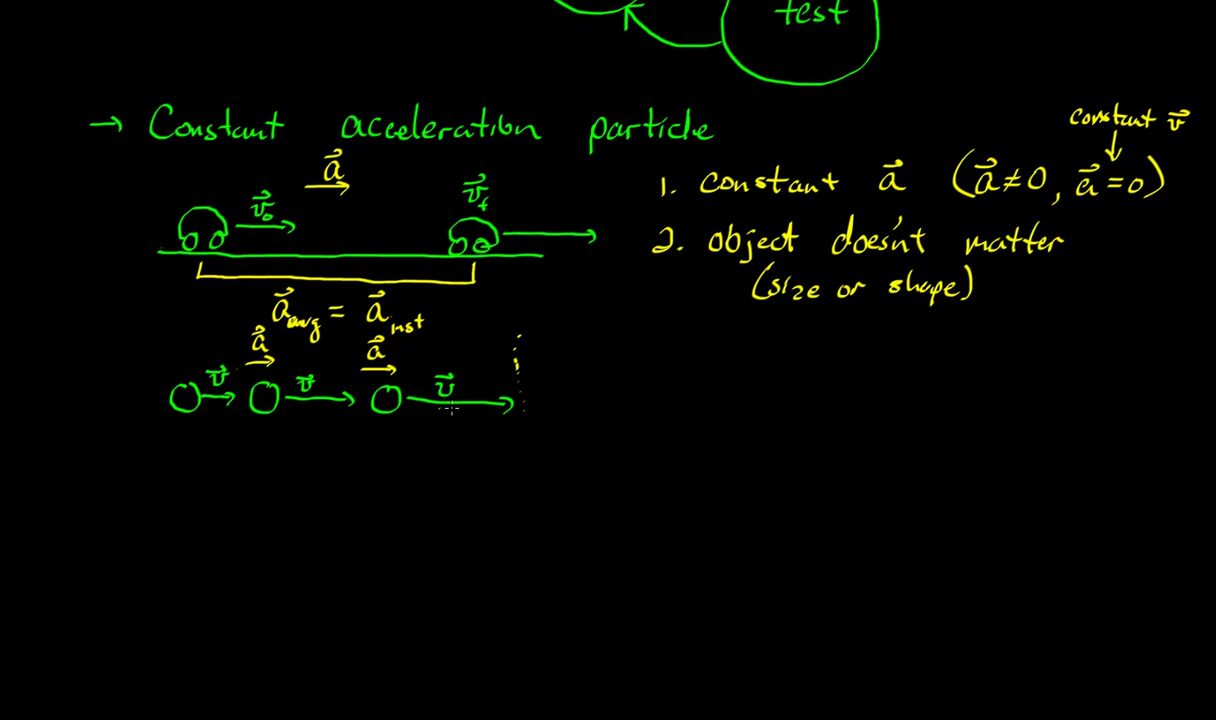 test
→ Constant acceleration particle
constant v⃗
a⃗
1. constant a⃗ (a⃗≠0, a⃗=0)
v⃗₀
v⃗f
2. object doesn't matter
(size or shape)
a⃗avg = a⃗inst
a⃗
a⃗
v⃗
v⃗
v⃗